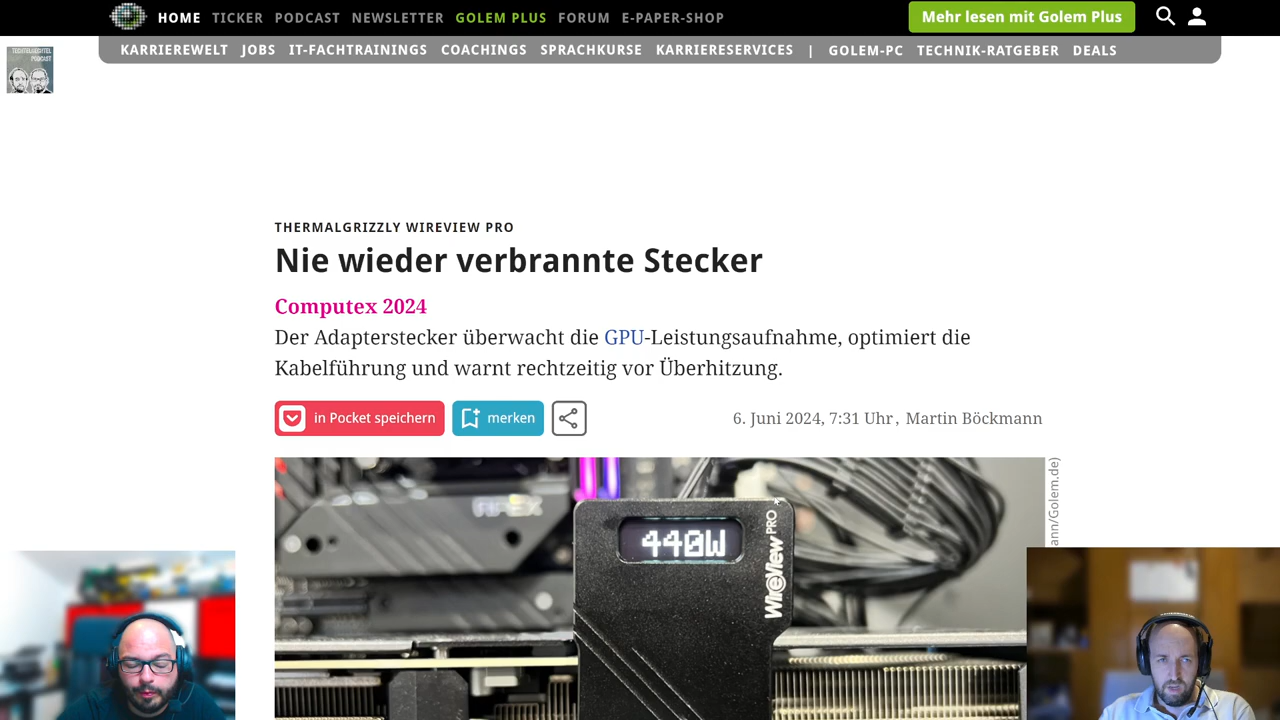 HOME TICKER PODCAST NEWSLETTER GOLEM PLUS FORUM E-PAPER-SHOP Mehr lesen mit Golem Plus
KARRIEREWELT JOBS IT-FACHTRAININGS COACHINGS SPRACHKURSE KARRIERESERVICES | GOLEM-PC TECHNIK-RATGEBER DEALS
PODCAST
THERMALGRIZZLY WIREVIEW PRO
Nie wieder verbrannte Stecker
Computex 2024
Der Adapterstecker überwacht die GPU-Leistungsaufnahme, optimiert die
Kabelführung und warnt rechtzeitig vor Überhitzung.
in Pocket speichern merken 6. Juni 2024, 7:31 Uhr, Martin Böckmann
ann/Golem.de)
APEX
440W
WireView PRO